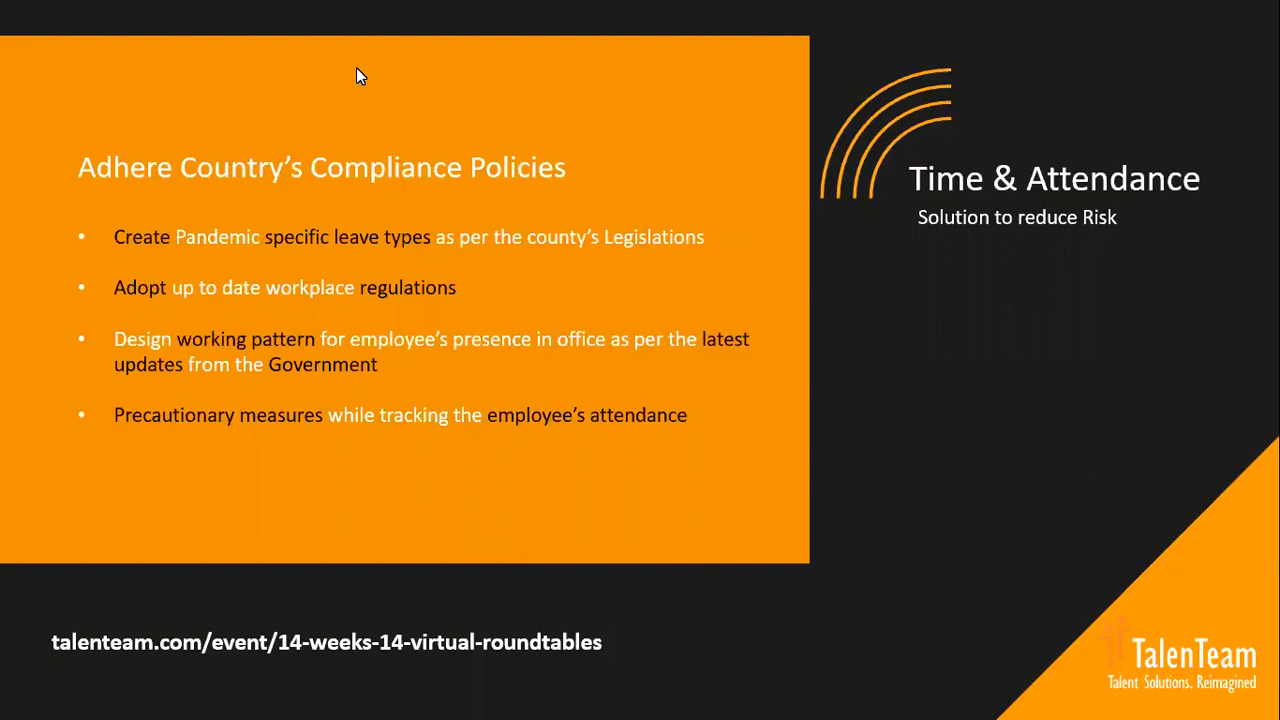 Adhere Country's Compliance Policies
• Create Pandemic specific leave types as per the county's Legislations
• Adopt up to date workplace regulations
• Design working pattern for employee's presence in office as per the latest
updates from the Government
• Precautionary measures while tracking the employee's attendance
Time & Attendance
Solution to reduce Risk
talenteam.com/event/14-weeks-14-virtual-roundtables
TalenTeam
Talent Solutions. Reimagined